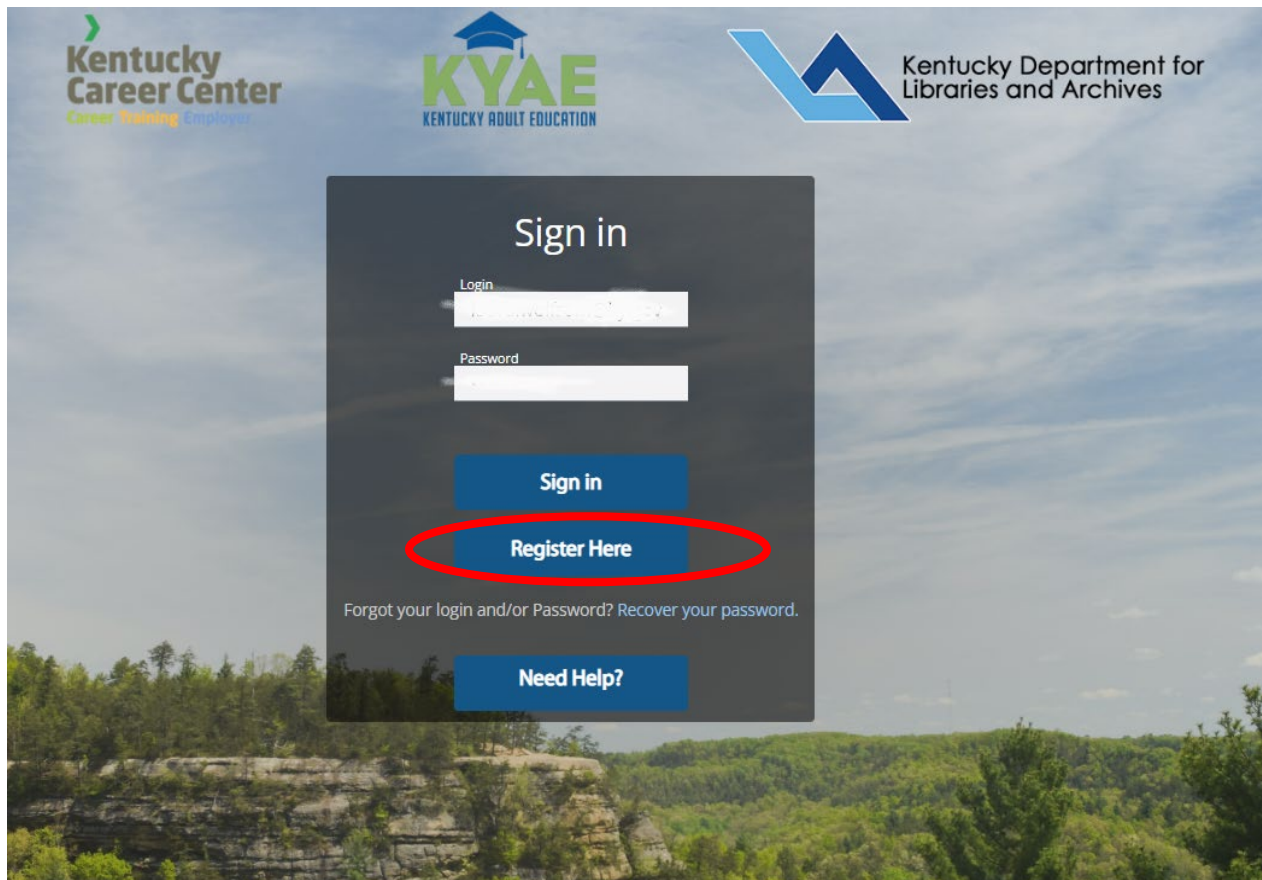 Kentucky
Career Center
Career Training Employer
KYAE
KENTUCKY ADULT EDUCATION
Kentucky Department for
Libraries and Archives
Sign in
Login
Password
Sign in
Register Here
Forgot your login and/or Password? Recover your password.
Need Help?